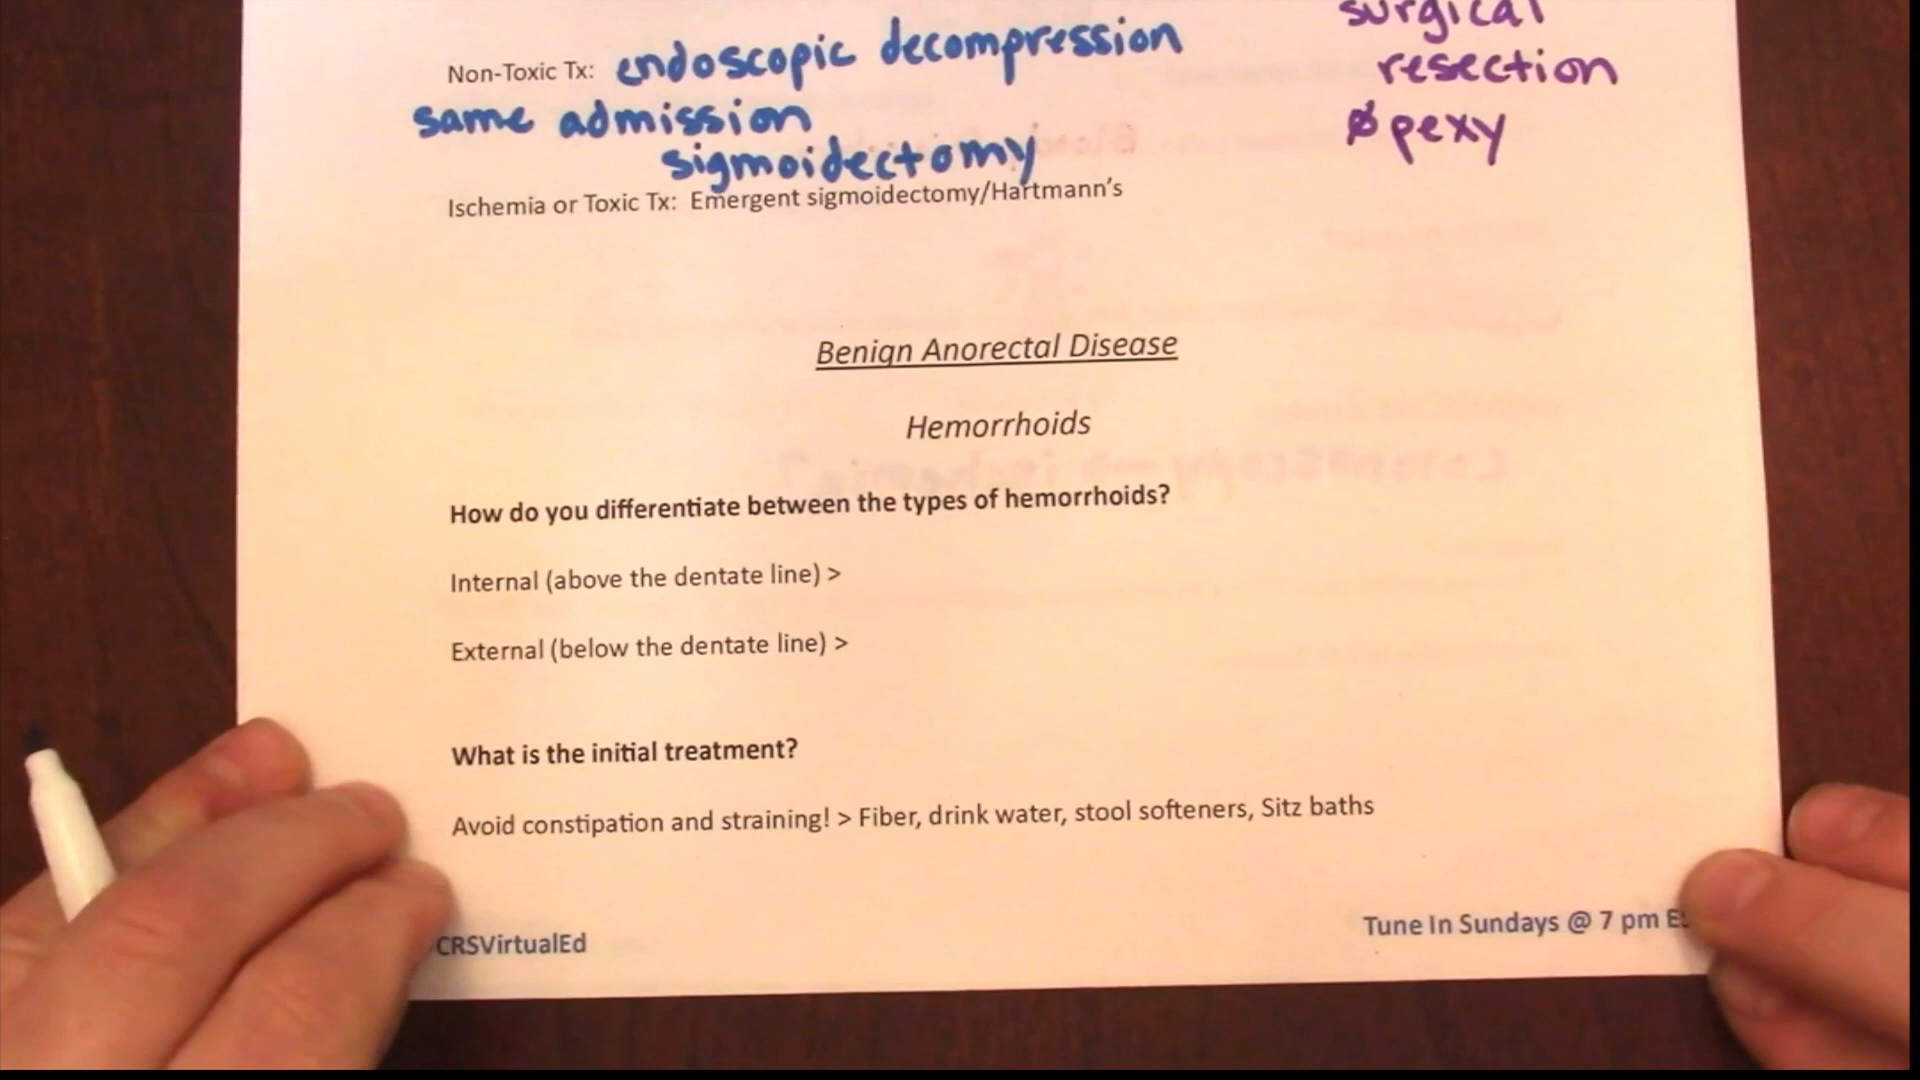 surgical
Non-Toxic Tx: endoscopic decompression
resection
same admission
øpexy
sigmoidectomy
Ischemia or Toxic Tx: Emergent sigmoidectomy/Hartmann's
Benign Anorectal Disease
Hemorrhoids
How do you differentiate between the types of hemorrhoids?
Internal (above the dentate line) >
External (below the dentate line) >
What is the initial treatment?
Avoid constipation and straining! > Fiber, drink water, stool softeners, Sitz baths
CRSVirtualEd
Tune In Sundays @ 7 pm